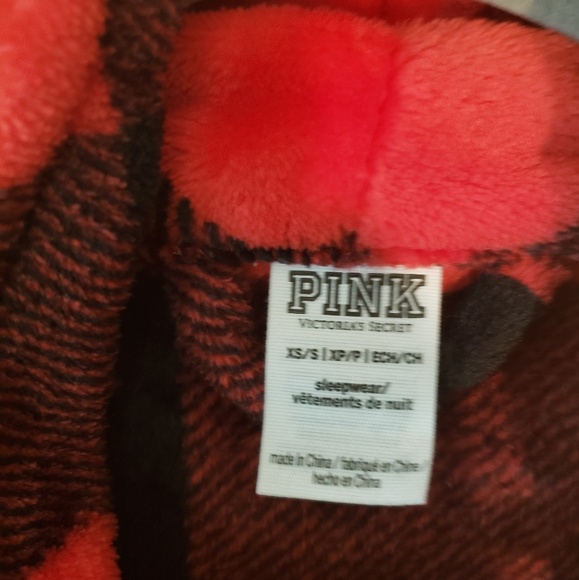 PINK
VICTORIA'S SECRET
XS/S | XP/P | ECH/CH
sleepwear/
vêtements de nuit
made in China / fabriqué en Chine /
hecho en China